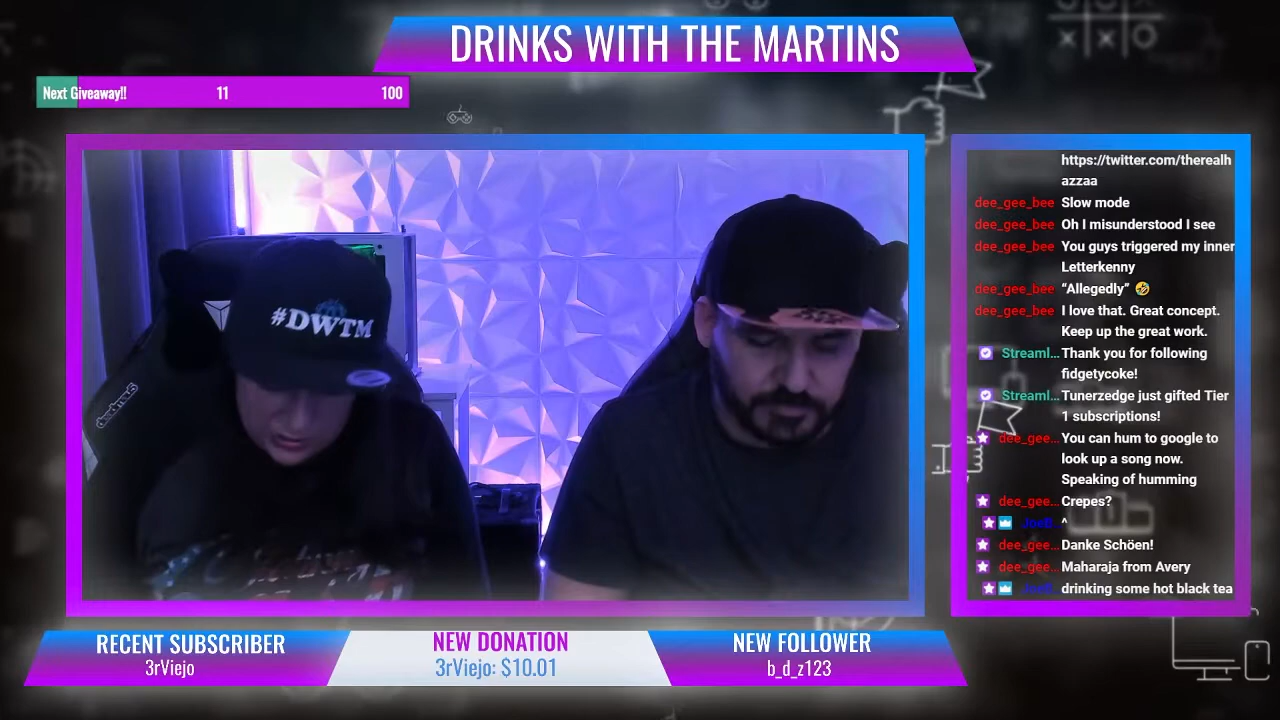 DRINKS WITH THE MARTINS
Next Giveaway!! 11 100
https://twitter.com/therealh
azzaa
dee_gee_bee Slow mode
dee_gee_bee Oh I misunderstood I see
dee_gee_bee You guys triggered my inner
Letterkenny
dee_gee_bee “Allegedly” 🤣
dee_gee_bee I love that. Great concept.
Keep up the great work.
Streaml... Thank you for following
fidgetycoke!
Streaml... Tunerzedge just gifted Tier
1 subscriptions!
dee_gee... You can hum to google to
look up a song now.
Speaking of humming
dee_gee... Crepes?
JoeB... ^
dee_gee... Danke Schöen!
dee_gee... Maharaja from Avery
JoeB... drinking some hot black tea
#DWTM
RECENT SUBSCRIBER
3rViejo
NEW DONATION
3rViejo: $10.01
NEW FOLLOWER
b_d_z123